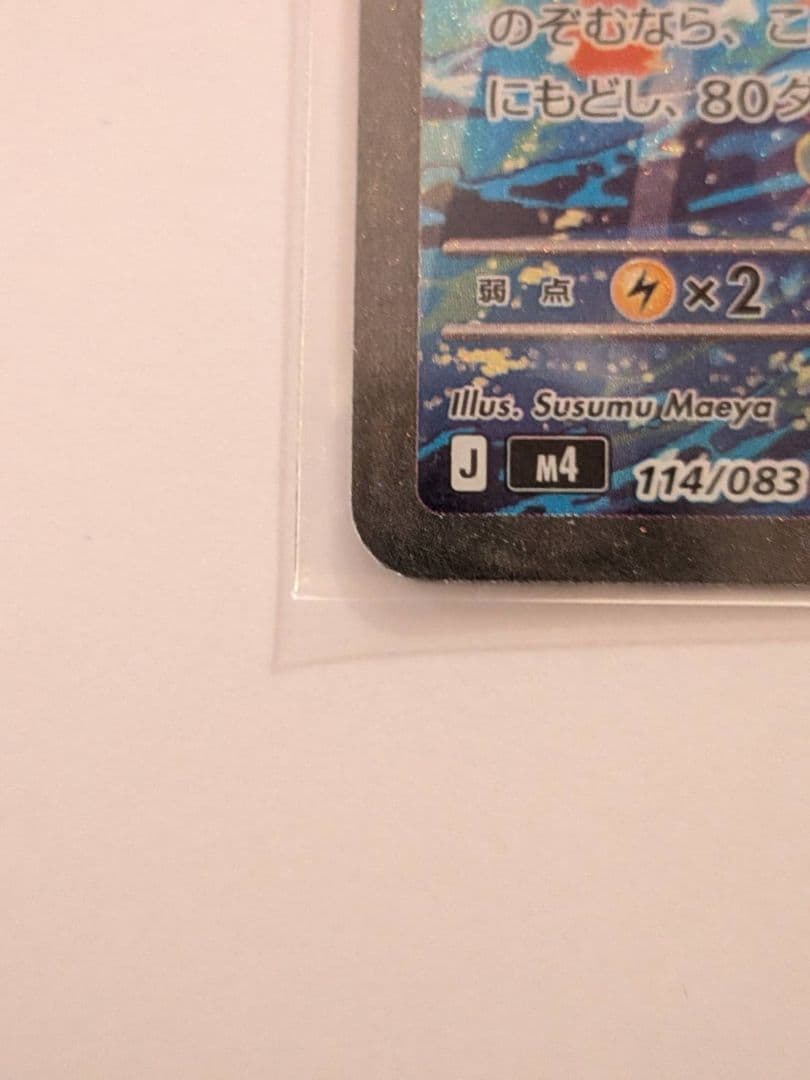 のぞむなら、こ
にもどし、80ダ
弱点 ×2
Illus. Susumu Maeya
J M4 114/083